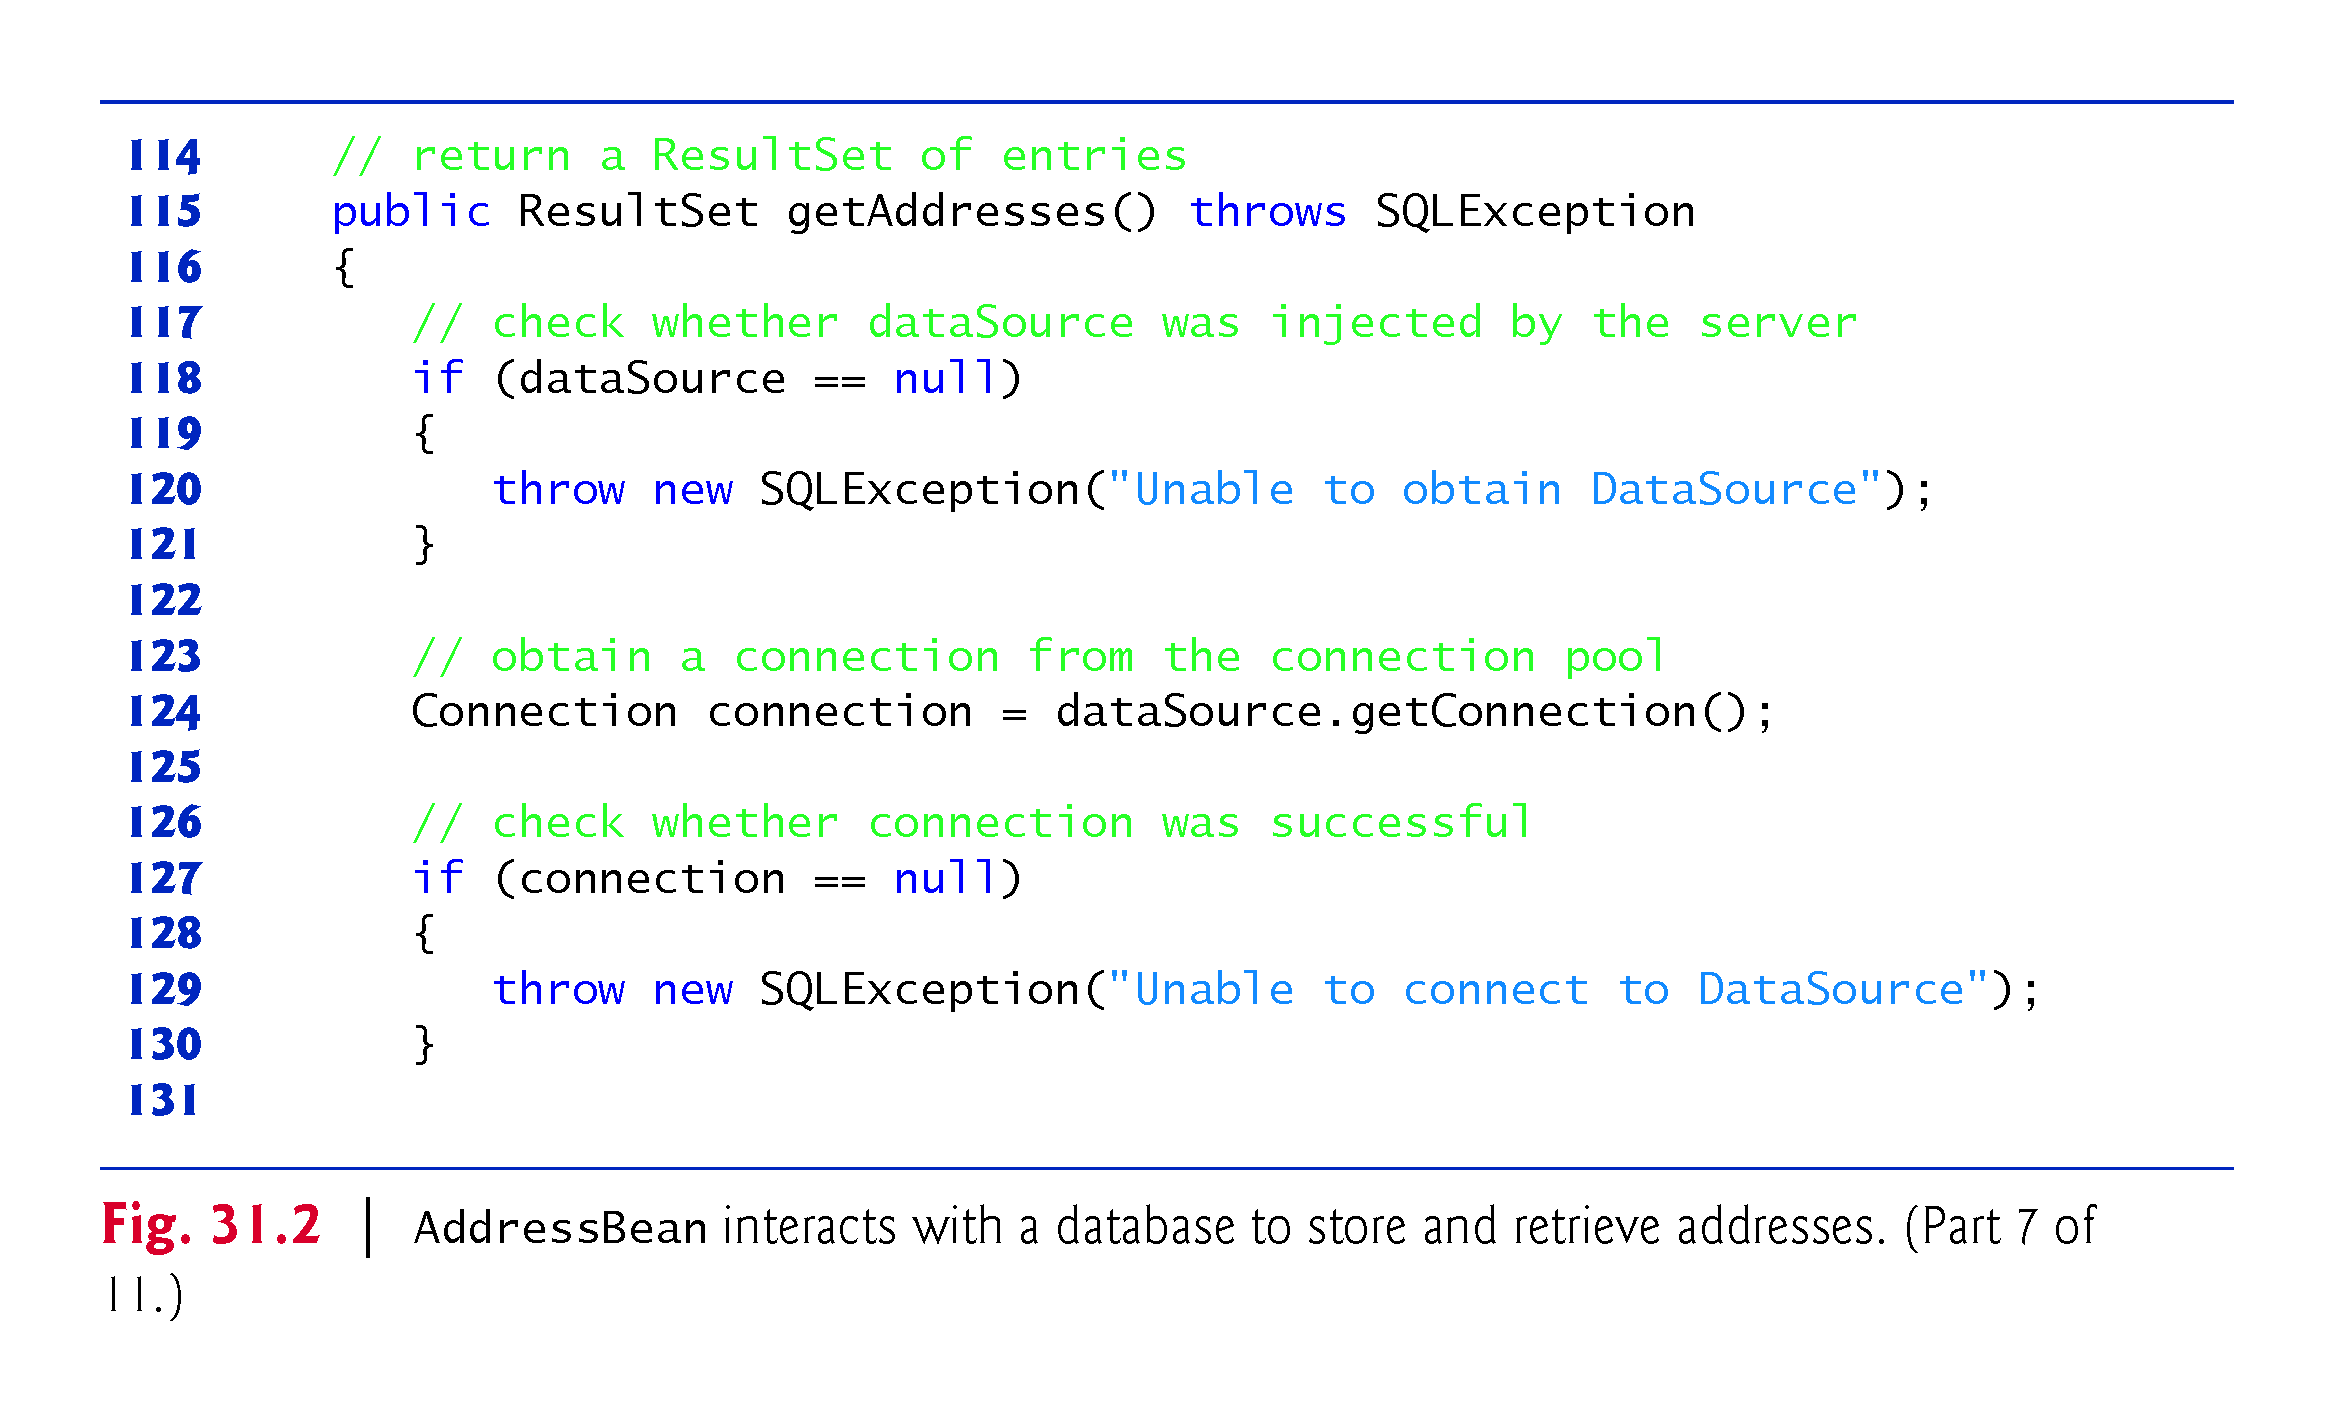 114 // return a ResultSet of entries
115 public ResultSet getAddresses() throws SQLException
116 {
117 // check whether dataSource was injected by the server
118 if (dataSource == null)
119 {
120 throw new SQLException("Unable to obtain DataSource");
121 }
122
123 // obtain a connection from the connection pool
124 Connection connection = dataSource.getConnection();
125
126 // check whether connection was successful
127 if (connection == null)
128 {
129 throw new SQLException("Unable to connect to DataSource");
130 }
131
Fig. 31.2 | AddressBean interacts with a database to store and retrieve addresses. (Part 7 of
11.)